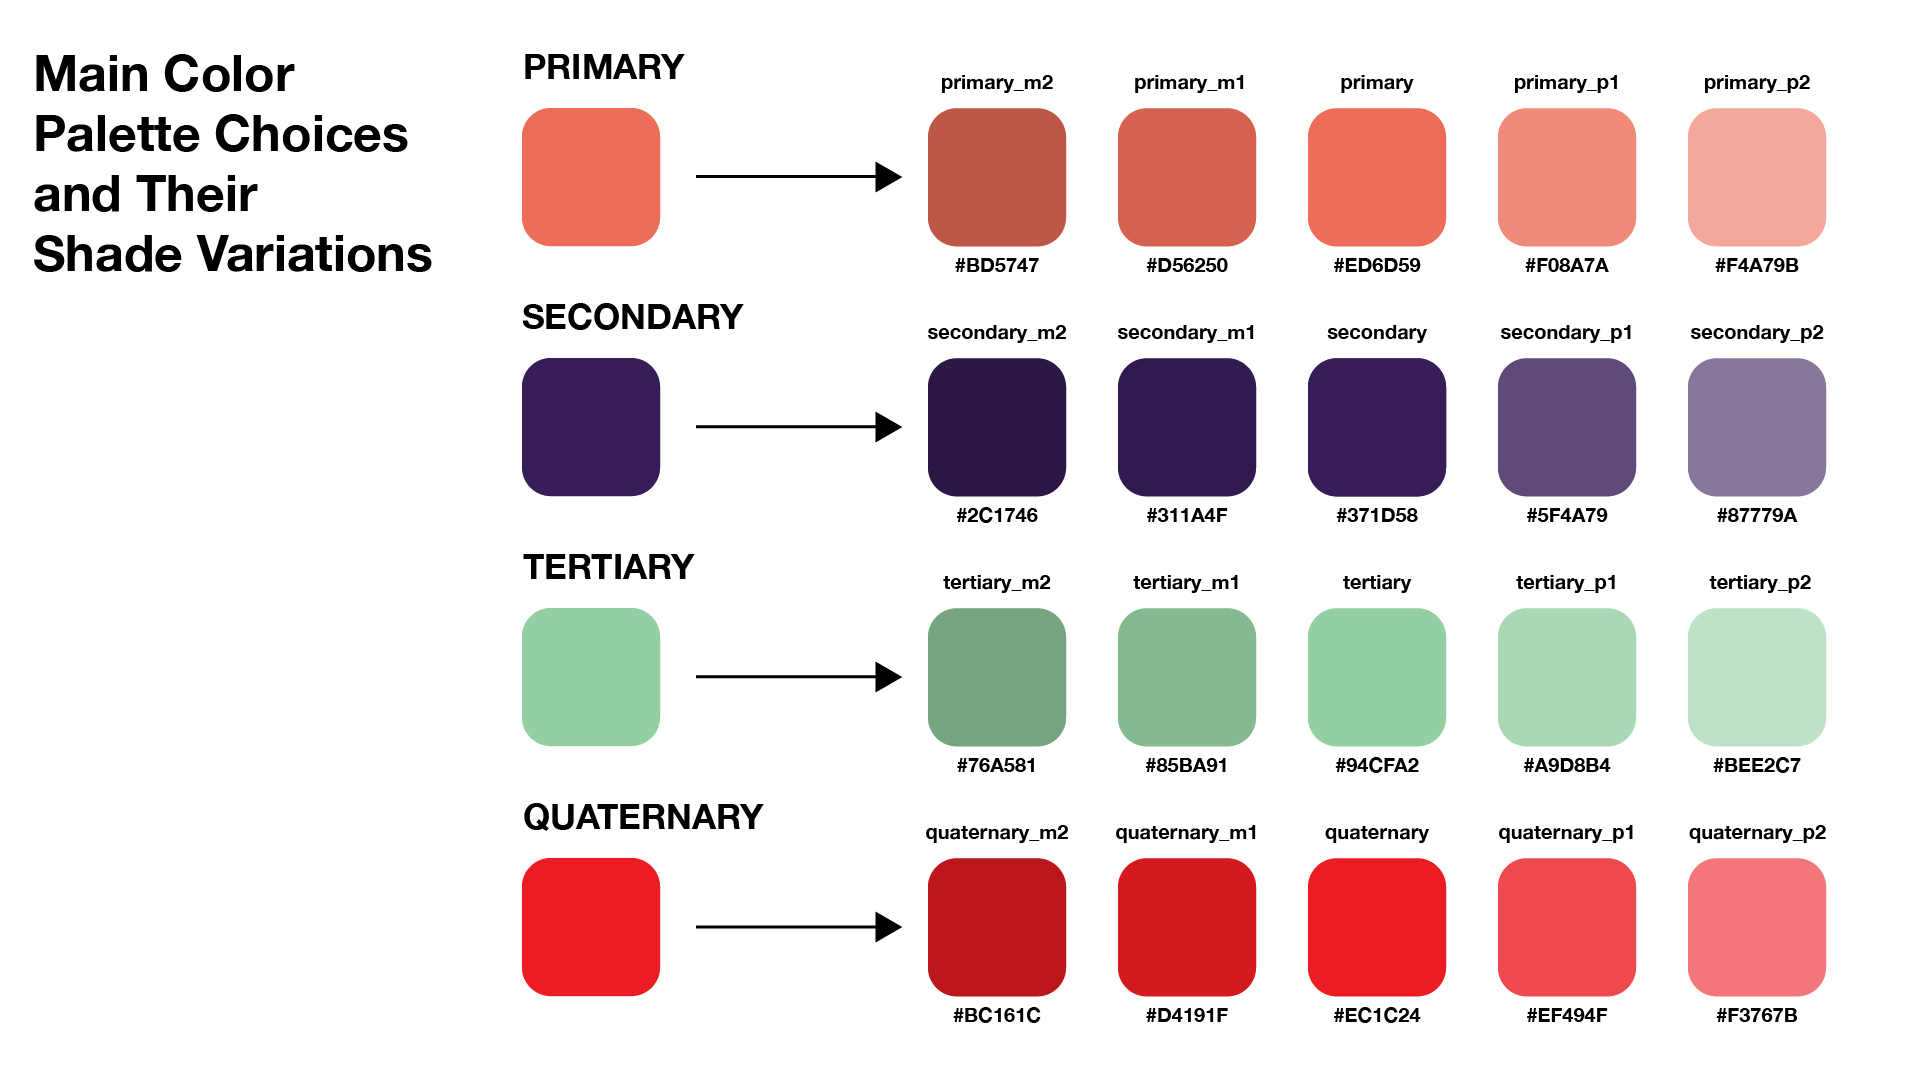 Main Color
Palette Choices
and Their
Shade Variations
PRIMARY
primary_m2 primary_m1 primary primary_p1 primary_p2
#BD5747 #D56250 #ED6D59 #F08A7A #F4A79B
SECONDARY
secondary_m2 secondary_m1 secondary secondary_p1 secondary_p2
#2C1746 #311A4F #371D58 #5F4A79 #87779A
TERTIARY
tertiary_m2 tertiary_m1 tertiary tertiary_p1 tertiary_p2
#76A581 #85BA91 #94CFA2 #A9D8B4 #BEE2C7
QUATERNARY
quaternary_m2 quaternary_m1 quaternary quaternary_p1 quaternary_p2
#BC161C #D4191F #EC1C24 #EF494F #F3767B